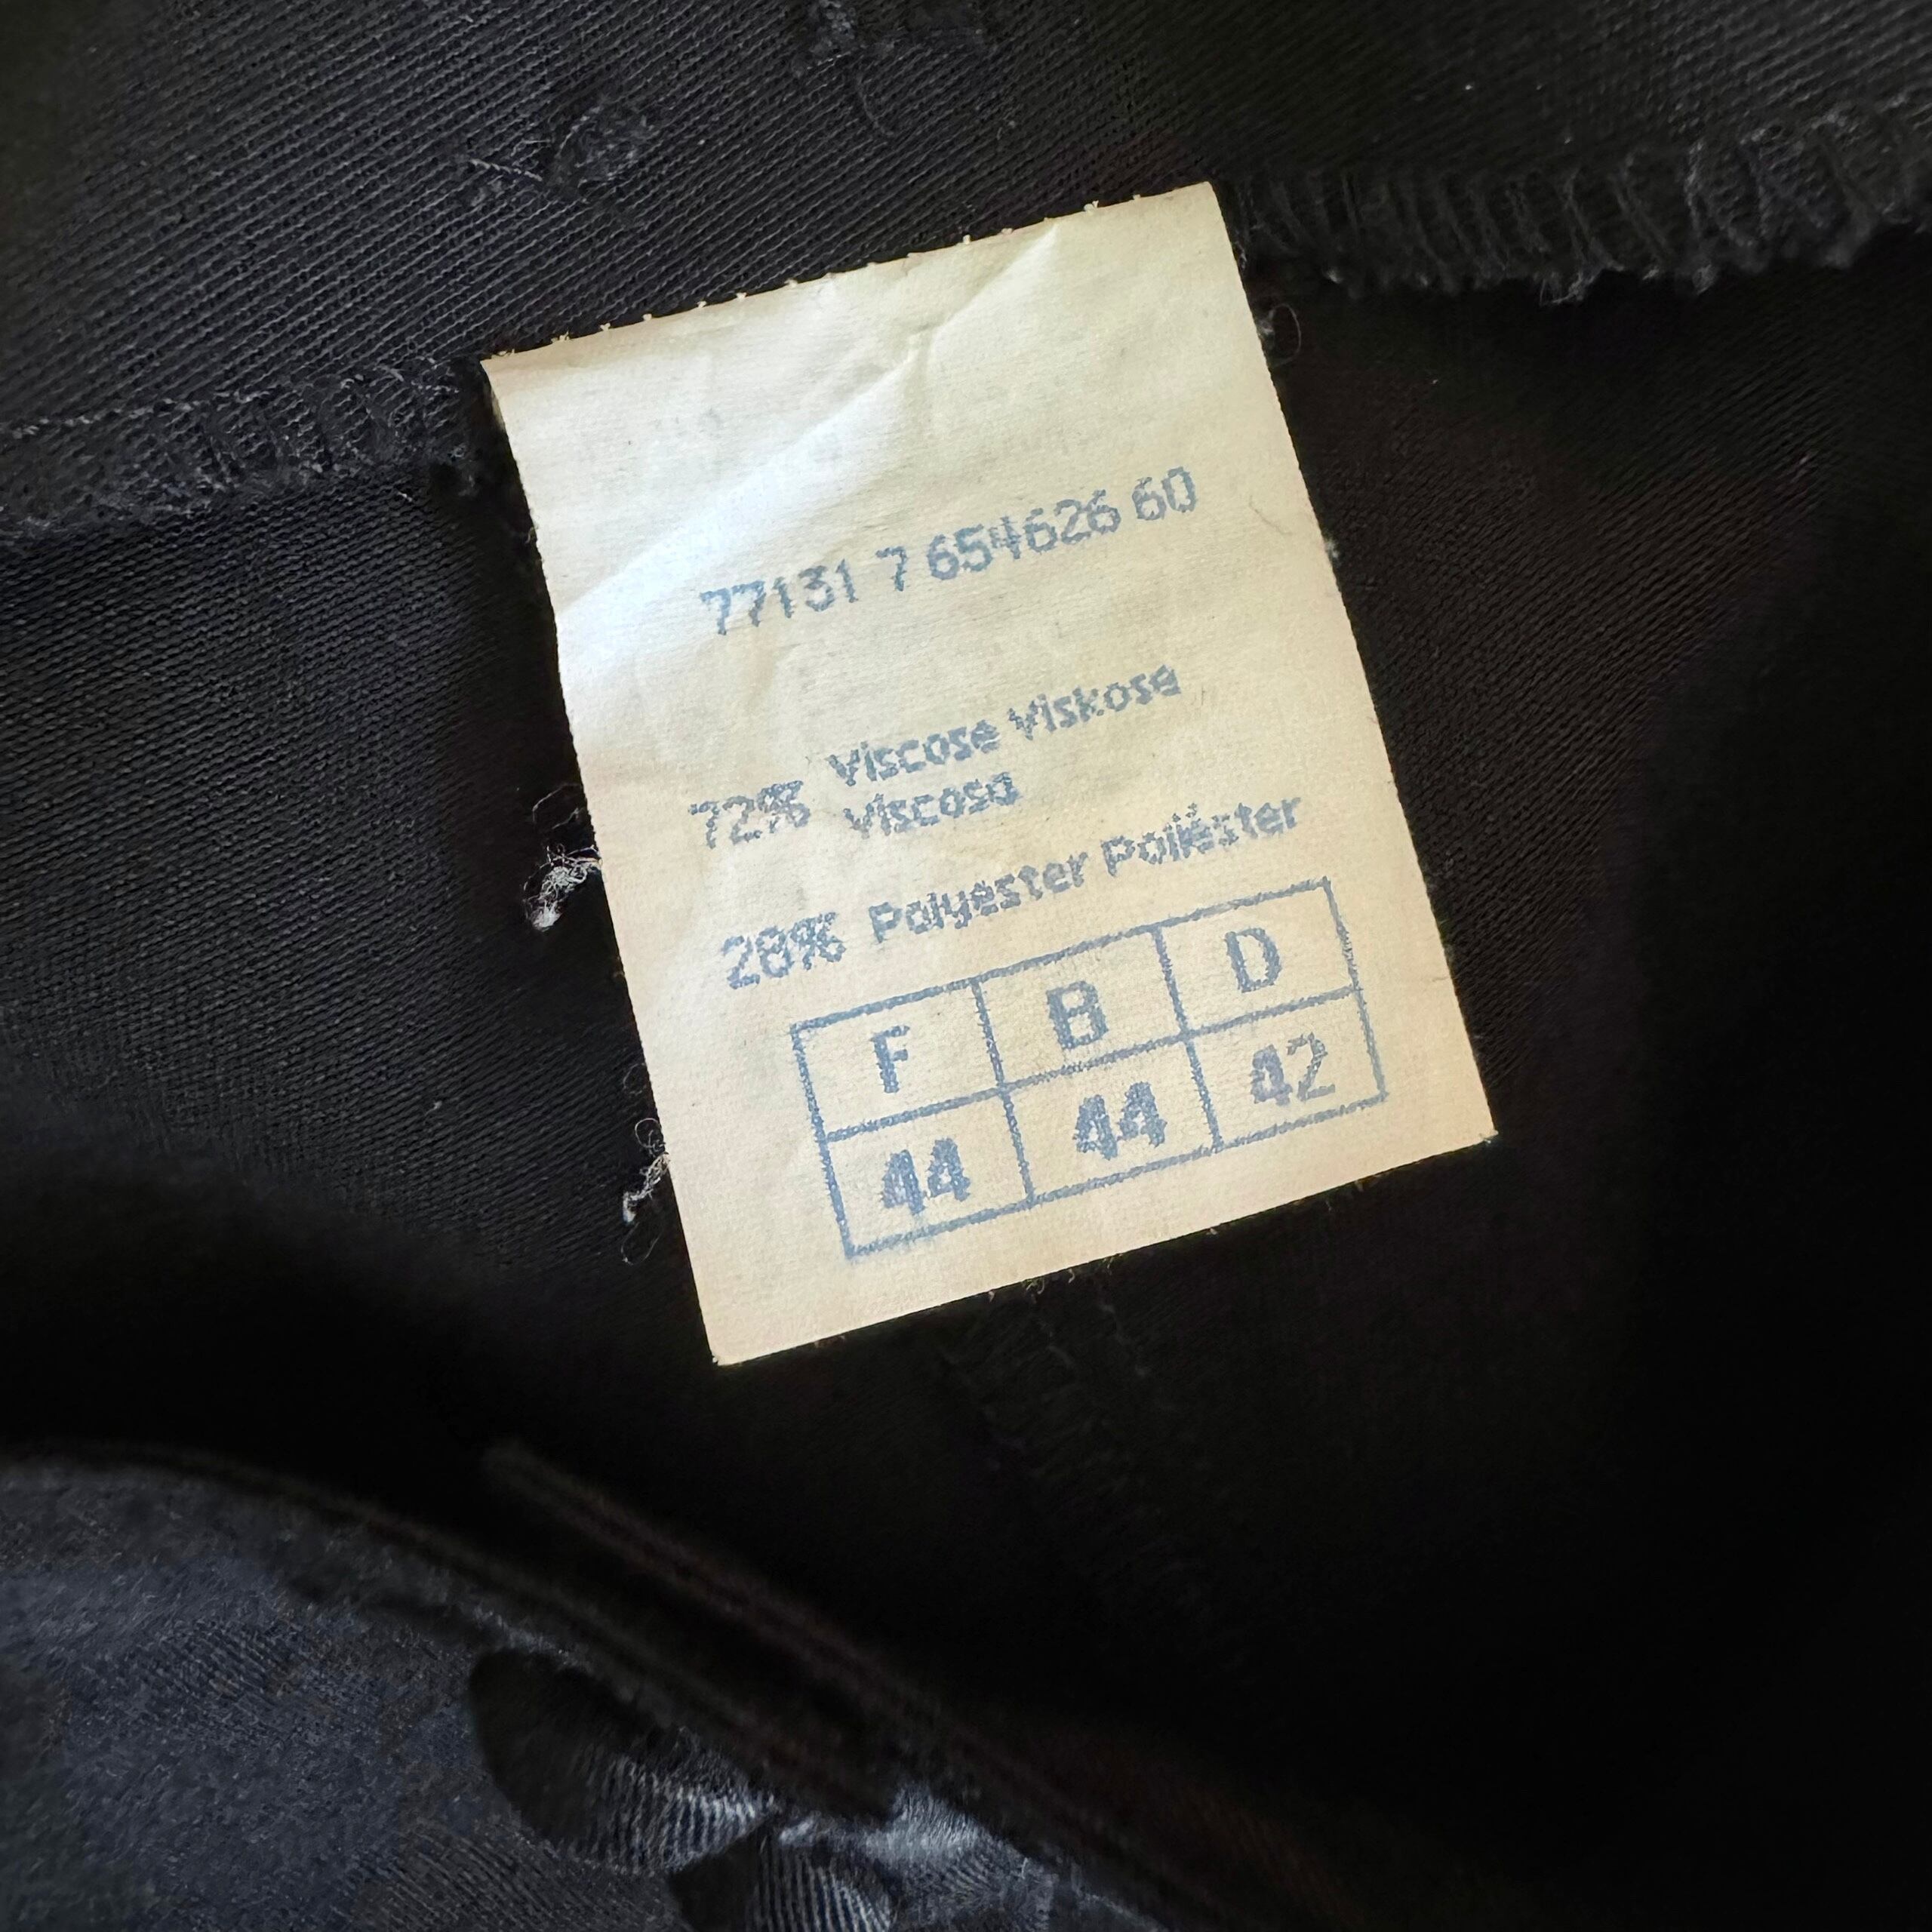 77131 7 654626 60
Viscose Viskose
72% Viscosa
28% Polyester Poliéster
F B D
44 44 42